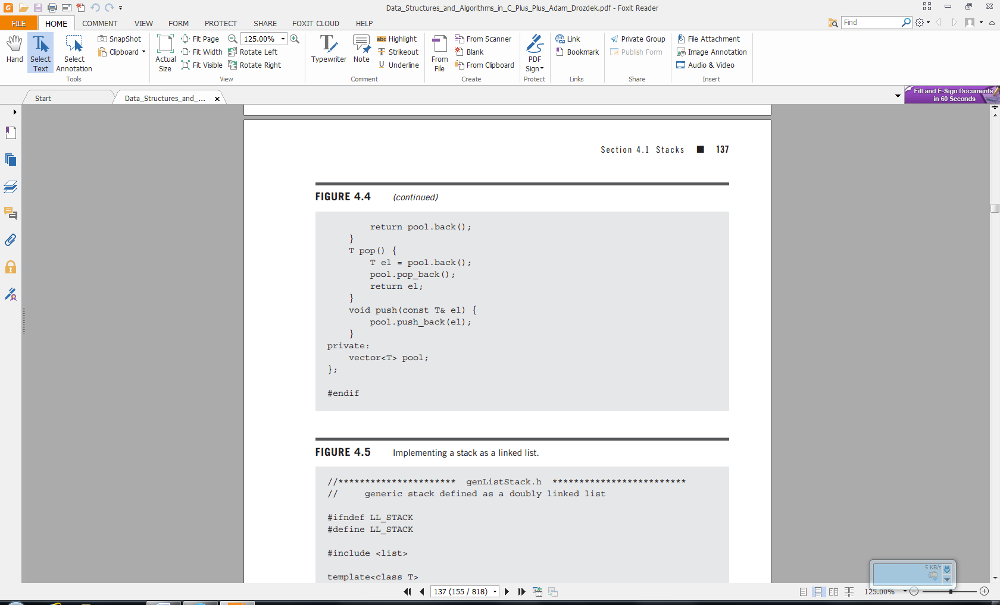 Data_Structures_and_Algorithms_in_C_Plus_Plus_Adam_Drozdek.pdf - Foxit Reader
FILE HOME COMMENT VIEW FORM PROTECT SHARE FOXIT CLOUD HELP Find
Hand
Select Text
Select Annotation
SnapShot
Clipboard
Tools
Actual Size
Fit Page
Fit Width
Fit Visible
125.00%
Rotate Left
Rotate Right
View
Typewriter
Note
abc Highlight
T Strikeout
U Underline
Comment
From File
From Scanner
Blank
From Clipboard
Create
PDF Sign
Protect
Link
Bookmark
Links
Private Group
Publish Form
Share
File Attachment
Image Annotation
Audio & Video
Insert
Start
Data_Structures_and_...
Fill and E-Sign Documents
in 60 Seconds
Section 4.1 Stacks ■ 137
FIGURE 4.4 (continued)
return pool.back();
}
T pop() {
T el = pool.back();
pool.pop_back();
return el;
}
void push(const T& el) {
pool.push_back(el);
}
private:
vector<T> pool;
};
#endif
FIGURE 4.5 Implementing a stack as a linked list.
//********************** genListStack.h *************************
// generic stack defined as a doubly linked list
#ifndef LL_STACK
#define LL_STACK
#include <list>
template<class T>
5 KB/s
137 (155 / 818)
125.00%